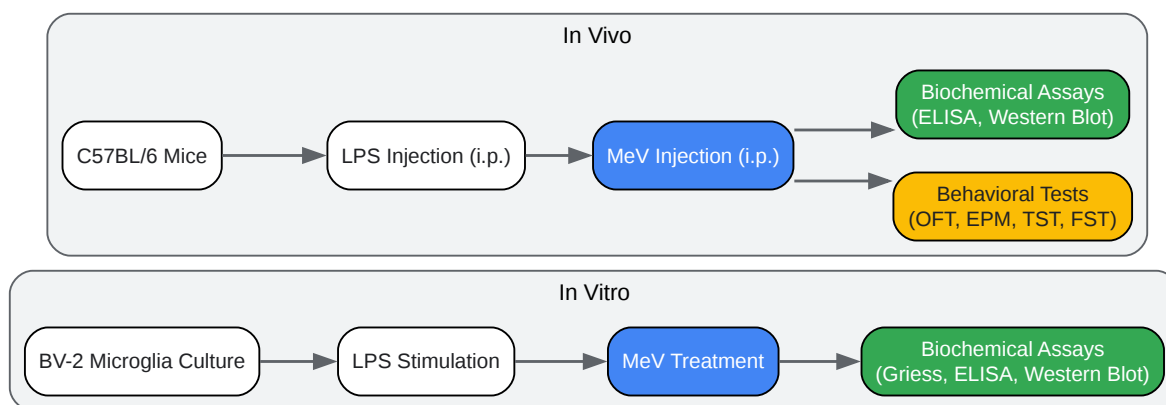 In Vivo
C57BL/6 Mice
LPS Injection (i.p.)
MeV Injection (i.p.)
Biochemical Assays
(ELISA, Western Blot)
Behavioral Tests
(OFT, EPM, TST, FST)
In Vitro
BV-2 Microglia Culture
LPS Stimulation
MeV Treatment
Biochemical Assays
(Griess, ELISA, Western Blot)